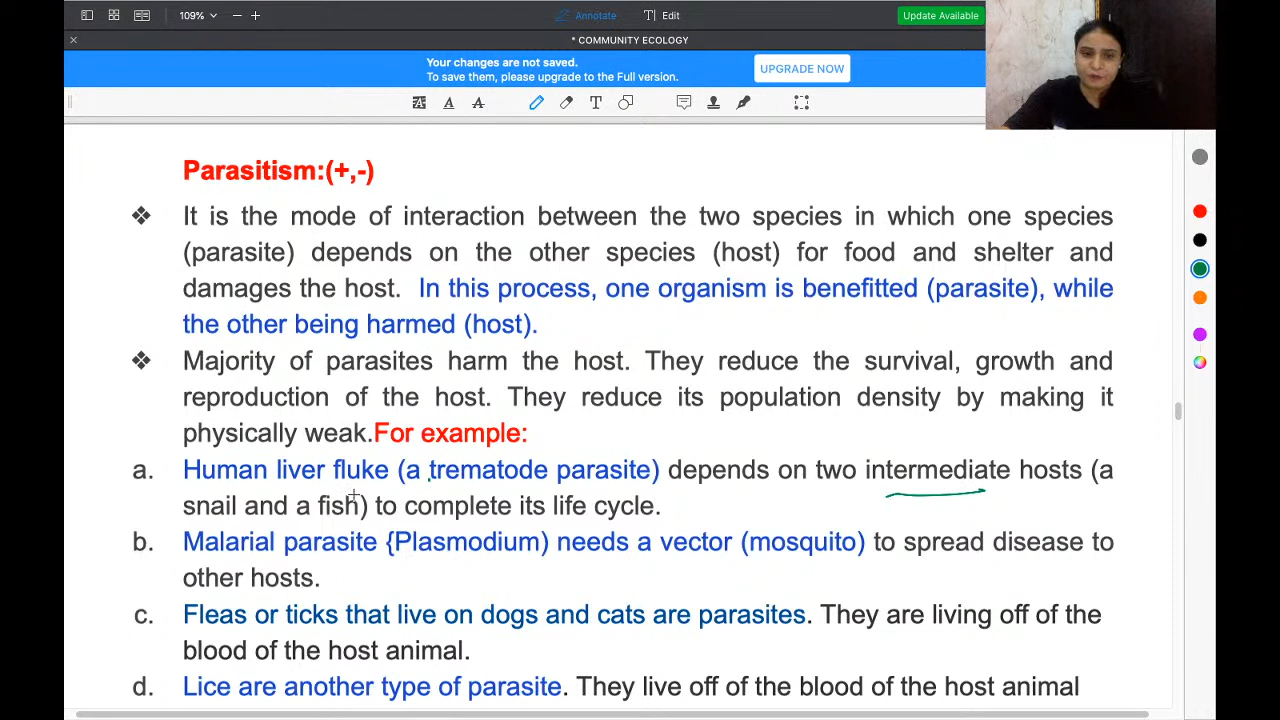 109%
Annotate
Edit
Update Available
* COMMUNITY ECOLOGY
Your changes are not saved.
To save them, please upgrade to the Full version.
UPGRADE NOW
Parasitism:(+,-)
❖ It is the mode of interaction between the two species in which one species
(parasite) depends on the other species (host) for food and shelter and
damages the host. In this process, one organism is benefitted (parasite), while
the other being harmed (host).
❖ Majority of parasites harm the host. They reduce the survival, growth and
reproduction of the host. They reduce its population density by making it
physically weak.For example:
a. Human liver fluke (a trematode parasite) depends on two intermediate hosts (a
snail and a fish) to complete its life cycle.
b. Malarial parasite {Plasmodium) needs a vector (mosquito) to spread disease to
other hosts.
c. Fleas or ticks that live on dogs and cats are parasites. They are living off of the
blood of the host animal.
d. Lice are another type of parasite. They live off of the blood of the host animal